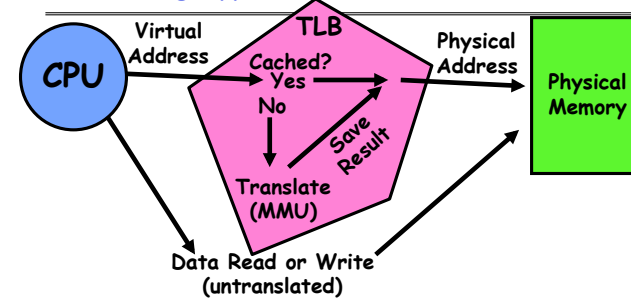 TLB
Virtual
Address
CPU
Cached?
Yes
No
Save
Result
Translate
(MMU)
Physical
Address
Physical
Memory
Data Read or Write
(untranslated)